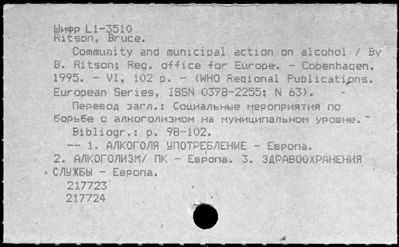 Шифр L1-3510
Ritson, Bruce.
Community and municipal action on alcohol / By
B. Ritson; Reg. office for Europe. - Copenhagen,
1995. - VI, 102 p. - (WHO Regional Publications.
European Series, ISSN 0378-2255; N 63).
Перевод загл.: Социальные мероприятия по
борьбе с алкоголизмом на муниципальном уровне.
Bibliogr.: p. 98-102.
-- 1. АЛКОГОЛЯ УПОТРЕБЛЕНИЕ - Европа.
2. АЛКОГОЛИЗМ/ ПК - Европа. 3. ЗДРАВООХРАНЕНИЯ
СЛУЖБЫ - Европа.
217723
217724